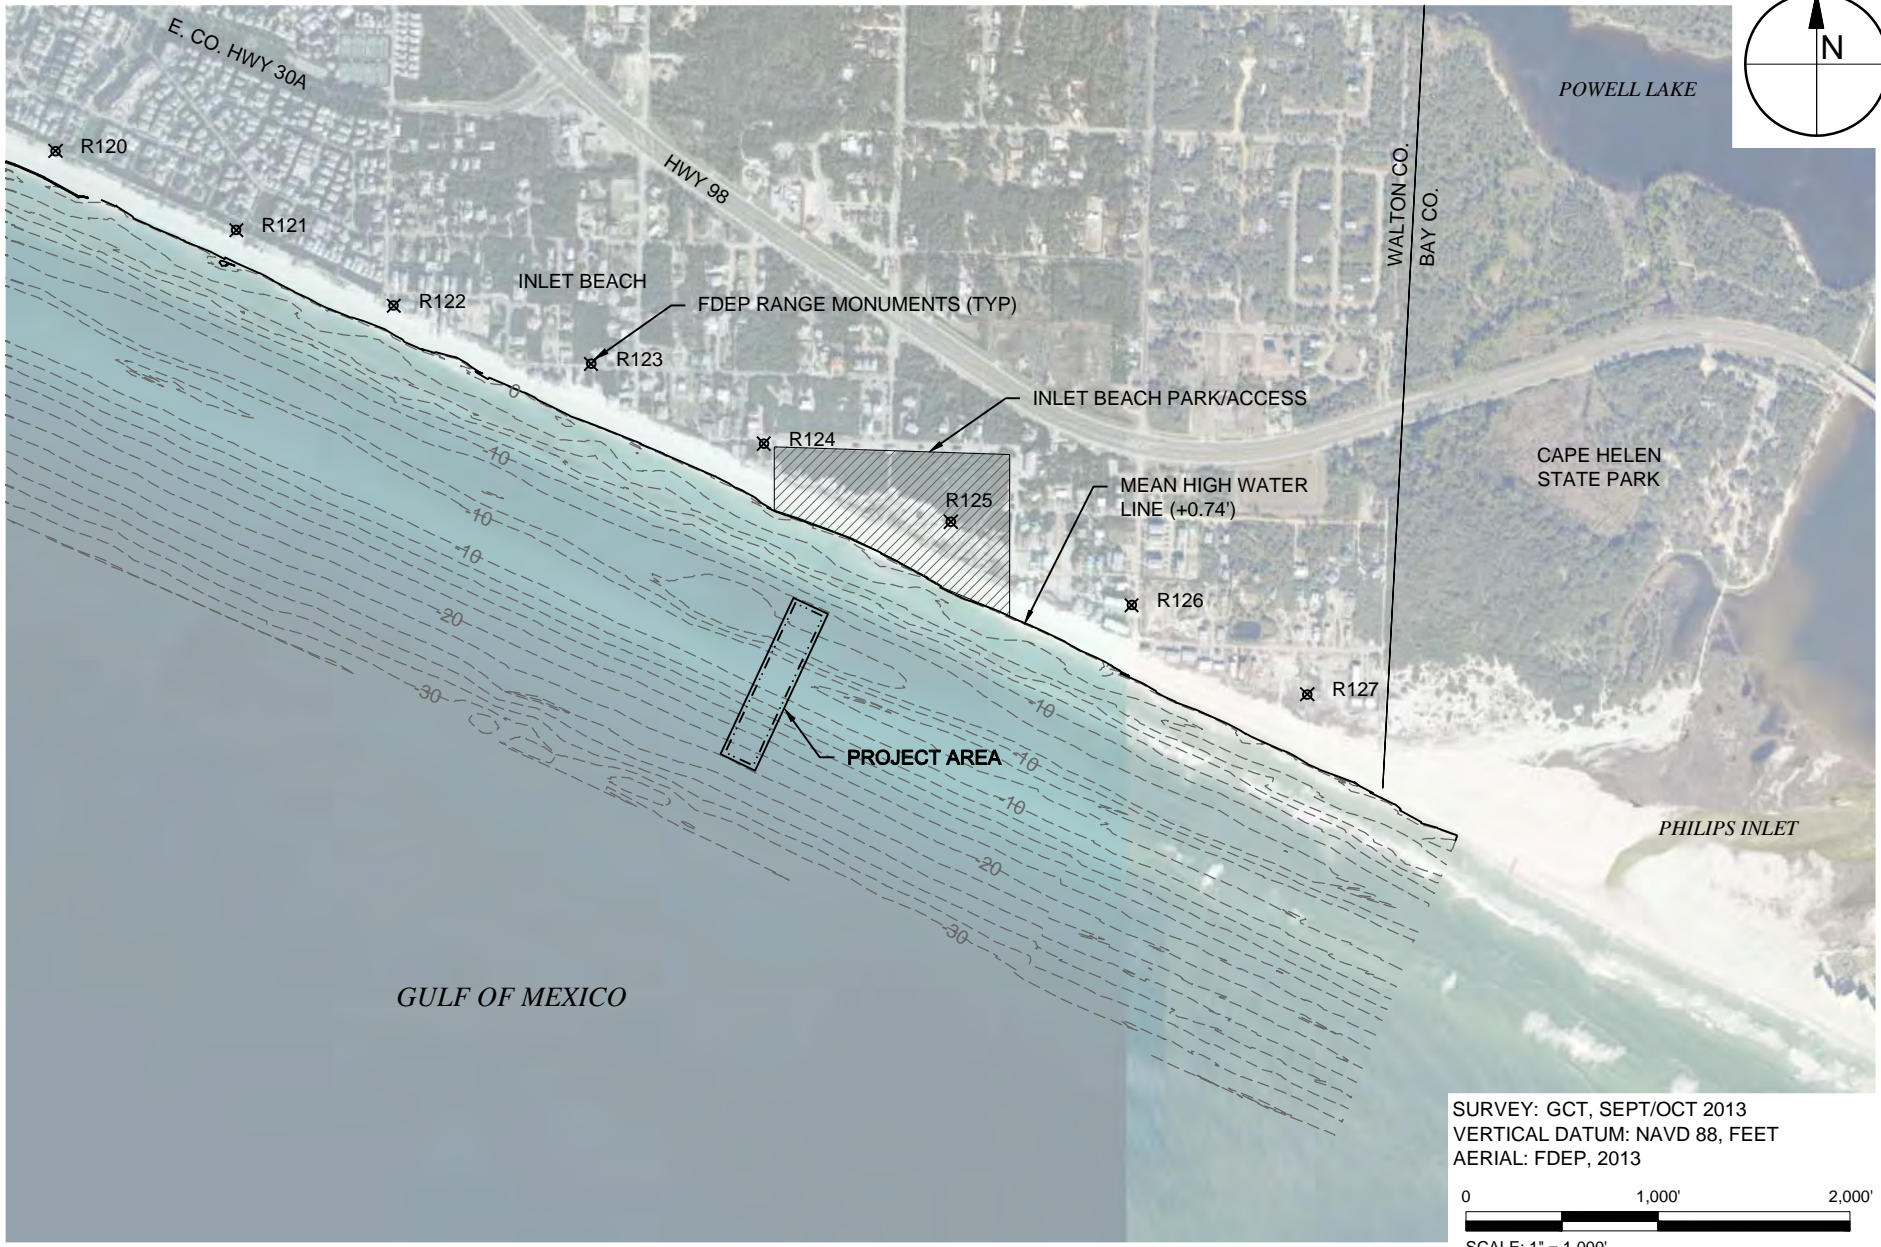 E. CO. HWY 30A
N
POWELL LAKE
R120
HWY 98
WALTON CO.
BAY CO.
R121
INLET BEACH
R122
FDEP RANGE MONUMENTS (TYP)
R123
0
INLET BEACH PARK/ACCESS
R124
-10
CAPE HELEN
STATE PARK
MEAN HIGH WATER
LINE (+0.74')
R125
-10
-10
R126
-20
-30
R127
-10
PROJECT AREA
-10
-10
PHILIPS INLET
-20
-30
GULF OF MEXICO
SURVEY: GCT, SEPT/OCT 2013
VERTICAL DATUM: NAVD 88, FEET
AERIAL: FDEP, 2013
0 1,000' 2,000'
SCALE: 1" = 1,000'